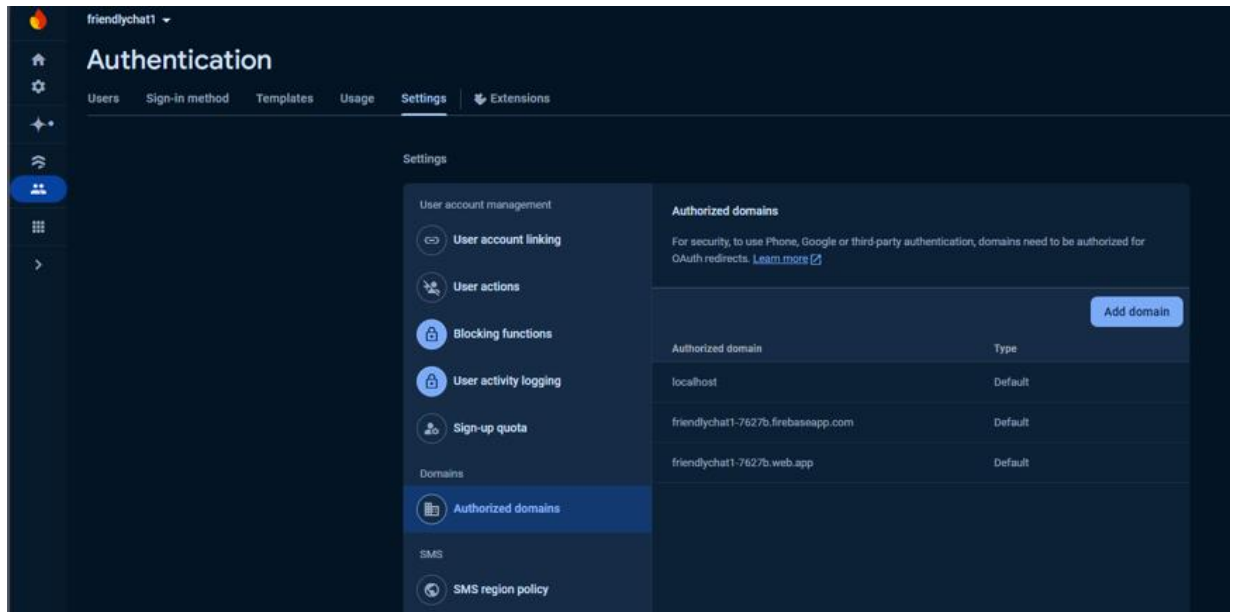 friendlychat1
Authentication
Users Sign-in method Templates Usage Settings Extensions
Settings
User account management
User account linking
User actions
Blocking functions
User activity logging
Sign-up quota
Domains
Authorized domains
SMS
SMS region policy
Authorized domains
For security, to use Phone, Google or third-party authentication, domains need to be authorized for
OAuth redirects. Learn more
Add domain
Authorized domain Type
localhost Default
friendlychat1-7627b.firebaseapp.com Default
friendlychat1-7627b.web.app Default